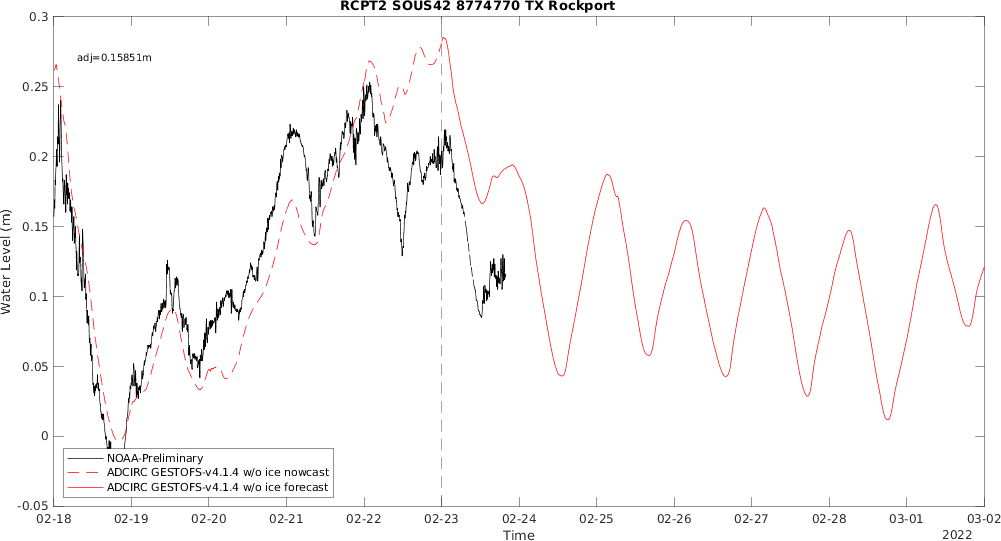 RCPT2 SOUS42 8774770 TX Rockport
adj=0.15851m
0.3
0.25
0.2
0.15
0.1
0.05
0
-0.05
Water Level (m)
NOAA-Preliminary
ADCIRC GESTOFS-v4.1.4 w/o ice nowcast
ADCIRC GESTOFS-v4.1.4 w/o ice forecast
02-18 02-19 02-20 02-21 02-22 02-23 02-24 02-25 02-26 02-27 02-28 03-01 03-02
Time
2022